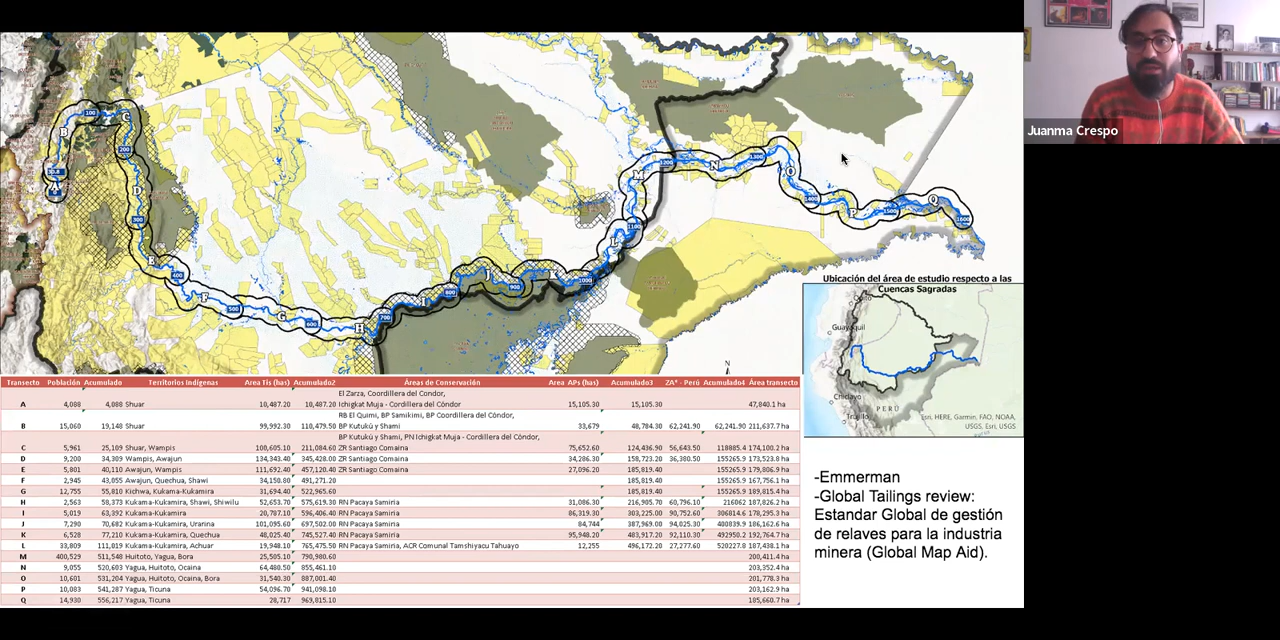 Juanma Crespo
B
100
Z
C
200
A
D
300
E
400
F
500
G
600
H
700
I
800
J
900
K
1000
L
1100
M
1200
N
1300
O
1400
P
1500
Q
1600
N
Ubicación del área de estudio respecto a las
Cuencas Sagradas
Quito
Guayaquil
Chiclayo
Trujillo
PERÚ
Esri, HERE, Garmin, FAO, NOAA,
USGS, Esri, USGS
Transecto Población Acumulado Territorios Indígenas Area TIs (has) Acumulado2 Áreas de Conservación Area APs (has) Acumulado3 ZA* - Perú Acumulado4 Área transecto
El Zarza, Coordillera del Condor,
A 4,088 4,088 Shuar 10,487.20 10,487.20 Ichigkat Muja - Cordillera del Cóndor 15,105.30 15,105.30 47,840.1 ha
RB El Quimi, BP Samikimi, BP Coordillera del Cóndor,
B 15,060 19,148 Shuar 99,992.30 110,479.50 BP Kutukú y Shami 33,679 48,784.30 62,241.90 62,241.90 211,637.7 ha
BP Kutukú y Shami, PN Ichigkat Muja - Cordillera del Cóndor,
C 5,961 25,109 Shuar, Wampis 100,605.10 211,084.60 ZR Santiago Comaina 75,652.60 124,436.90 56,643.50 118885.4 174,100.2 ha
D 9,200 34,309 Wampis, Awajun 134,343.40 345,428.00 ZR Santiago Comaina 34,286.30 158,723.20 36,380.50 155265.9 173,523.8 ha
E 5,801 40,110 Awajun, Wampis 111,692.40 457,120.40 ZR Santiago Comaina 27,096.20 185,819.40 155265.9 179,806.9 ha
F 2,945 43,055 Awajun, Quechua, Shawi 34,150.80 491,271.20 185,819.40 155265.9 167,756.1 ha
G 12,755 55,810 Kichwa, Kukama-Kukamira 31,694.40 522,965.60 185,819.40 155265.9 189,815.4 ha
H 2,563 58,373 Kukama-Kukamira, Shawi, Shiwilu 52,653.70 575,619.30 RN Pacaya Samiria 31,086.30 216,905.70 60,796.10 216062 187,826.2 ha
I 5,019 63,392 Kukama-Kukamira 20,787.10 596,406.40 RN Pacaya Samiria 86,319.30 303,225.00 90,752.60 306814.6 178,295.3 ha
J 7,290 70,682 Kukama-Kukamira, Urarina 101,095.60 697,502.00 RN Pacaya Samiria 84,744 387,969.00 94,025.30 400839.9 186,162.6 ha
K 6,528 77,210 Kukama-Kukamira, Quechua 48,025.40 745,527.40 RN Pacaya Samiria 95,948.20 483,917.20 92,110.30 492950.2 192,764.7 ha
L 33,809 111,019 Kukama-Kukamira, Achuar 19,948.10 765,475.50 RN Pacaya Samiria, ACR Comunal Tamshiyacu Tahuayo 12,255 496,172.20 27,277.60 520227.8 187,438.1 ha
M 400,529 511,548 Huitoto, Yagua, Bora 25,505.10 790,980.60 200,411.4 ha
N 9,055 520,603 Yagua, Huitoto, Ocaina 64,480.50 855,461.10 203,352.4 ha
O 10,601 531,204 Yagua, Huitoto, Ocaina, Bora 31,540.30 887,001.40 201,778.3 ha
P 10,083 541,287 Yagua, Ticuna 54,096.70 941,098.10 203,162.9 ha
Q 14,930 556,217 Yagua, Ticuna 28,717 969,815.10 185,660.7 ha
-Emmerman
-Global Tailings review:
Estandar Global de gestión
de relaves para la industria
minera (Global Map Aid).